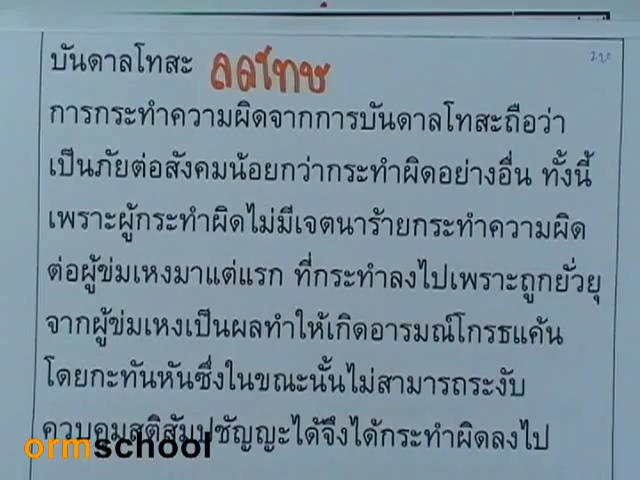 บันดาลโทสะ ลดโทษ
การกระทำความผิดจากการบันดาลโทสะถือว่า
เป็นภัยต่อสังคมน้อยกว่ากระทำผิดอย่างอื่น ทั้งนี้
เพราะผู้กระทำผิดไม่มีเจตนาร้ายกระทำความผิด
ต่อผู้ข่มเหงมาแต่แรก ที่กระทำลงไปเพราะถูกยั่วยุ
จากผู้ข่มเหงเป็นผลทำให้เกิดอารมณ์โกรธแค้น
โดยกะทันหันซึ่งในขณะนั้นไม่สามารถระงับ
ควบคุมสติสัมปชัญญะได้จึงได้กระทำผิดลงไป
ormschool